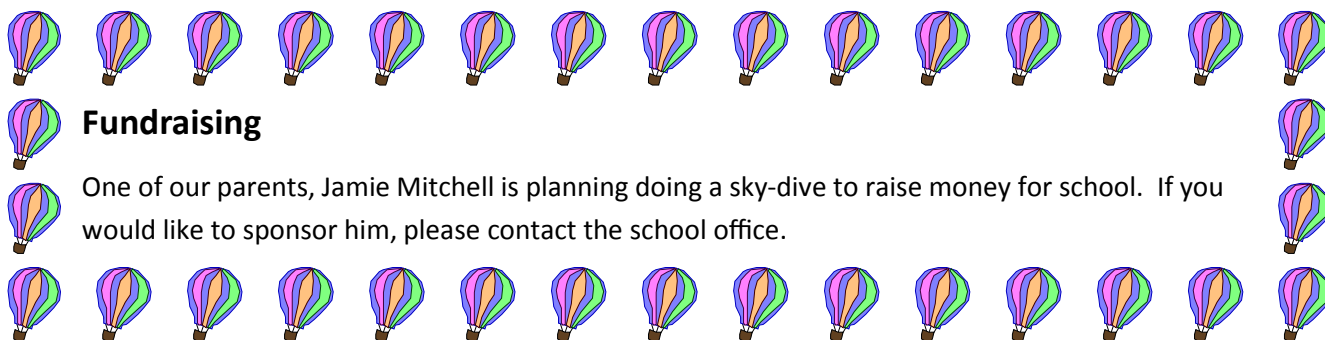 Fundraising
One of our parents, Jamie Mitchell is planning doing a sky-dive to raise money for school.  If you
would like to sponsor him, please contact the school office.